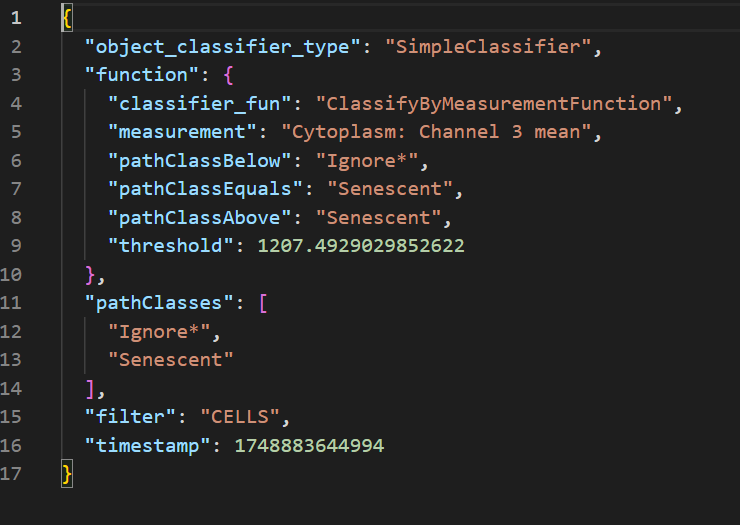 1 {
2 "object_classifier_type": "SimpleClassifier",
3 "function": {
4 "classifier_fun": "ClassifyByMeasurementFunction",
5 "measurement": "Cytoplasm: Channel 3 mean",
6 "pathClassBelow": "Ignore*",
7 "pathClassEquals": "Senescent",
8 "pathClassAbove": "Senescent",
9 "threshold": 1207.4929029852622
10 },
11 "pathClasses": [
12 "Ignore*",
13 "Senescent"
14 ],
15 "filter": "CELLS",
16 "timestamp": 1748883644994
17 }